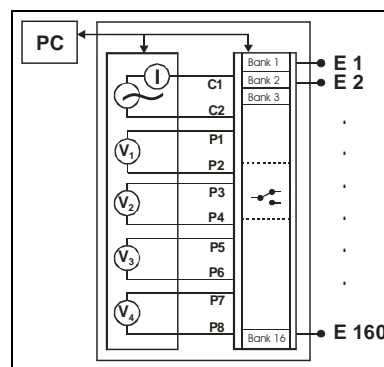 PC
I
C1
C2
V1
P1
P2
V2
P3
P4
V3
P5
P6
V4
P7
P8
Bank 1
Bank 2
Bank 3
Bank 16
E 1
E 2
E 160